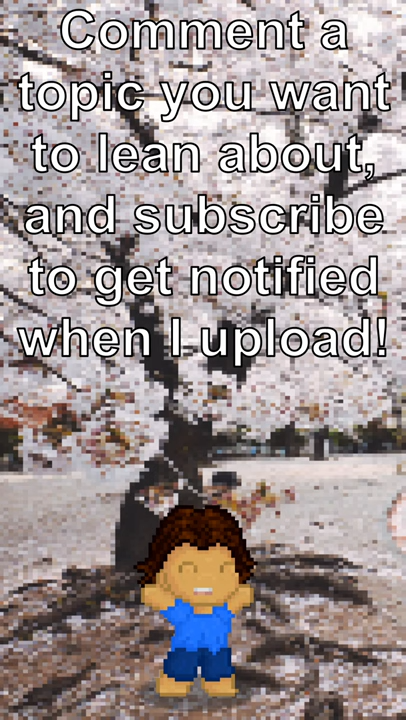 Comment a
topic you want
to lean about,
and subscribe
to get notified
when I upload!